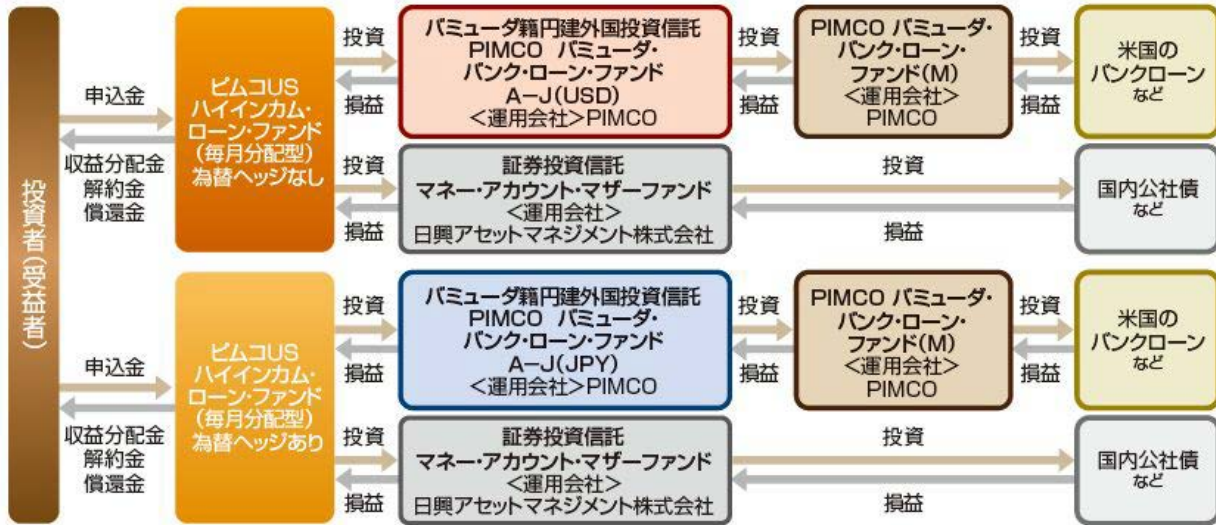 投資者(受益者)
申込金
収益分配金
解約金
償還金
ピムコUS
ハイインカム・
ローン・ファンド
(毎月分配型)
為替ヘッジなし
投資
損益
バミューダ籍円建外国投資信託
PIMCO バミューダ・
バンク・ローン・ファンド
A-J(USD)
<運用会社>PIMCO
投資
損益
PIMCO バミューダ・
バンク・ローン・
ファンド(M)
<運用会社>
PIMCO
投資
損益
米国の
バンクローン
など
投資
損益
証券投資信託
マネー・アカウント・マザーファンド
<運用会社>
日興アセットマネジメント株式会社
投資
損益
国内公社債
など
申込金
収益分配金
解約金
償還金
ピムコUS
ハイインカム・
ローン・ファンド
(毎月分配型)
為替ヘッジあり
投資
損益
バミューダ籍円建外国投資信託
PIMCO バミューダ・
バンク・ローン・ファンド
A-J(JPY)
<運用会社>PIMCO
投資
損益
PIMCO バミューダ・
バンク・ローン・
ファンド(M)
<運用会社>
PIMCO
投資
損益
米国の
バンクローン
など
投資
損益
証券投資信託
マネー・アカウント・マザーファンド
<運用会社>
日興アセットマネジメント株式会社
投資
損益
国内公社債
など